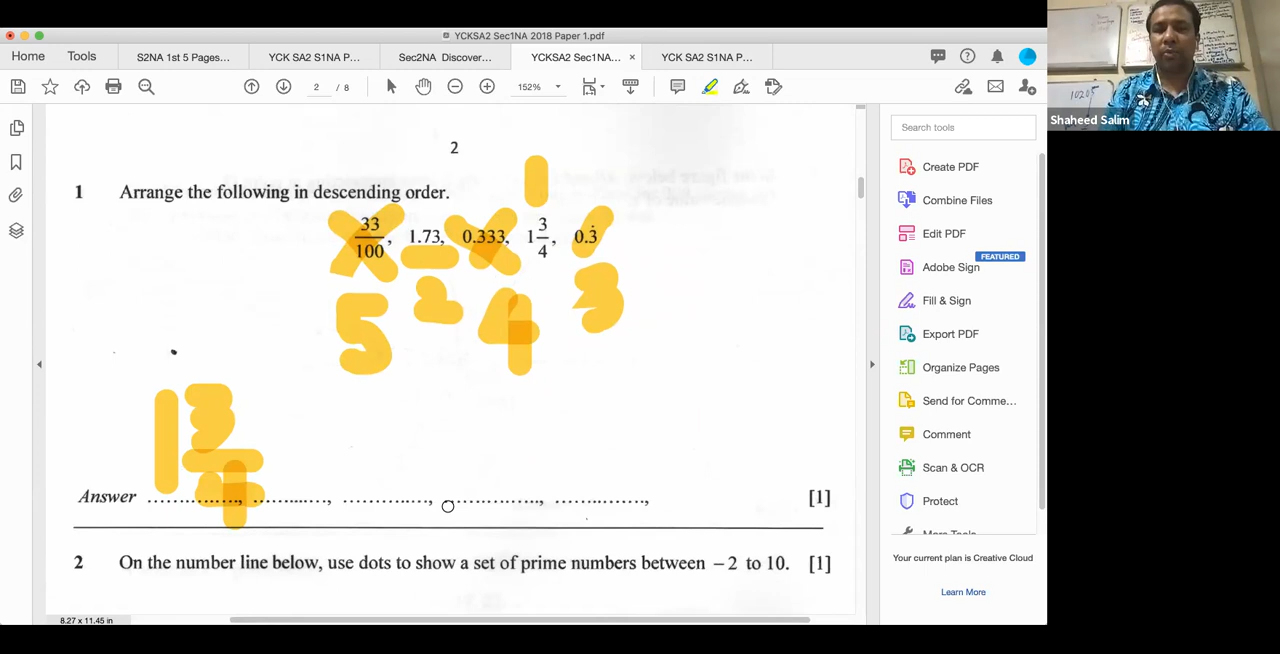 YCKSA2 Sec1NA 2018 Paper 1.pdf
Home Tools S2NA 1st 5 Pages... YCK SA2 S1NA P... Sec2NA Discover... YCKSA2 Sec1NA... × YCK SA2 S1NA P...
2 / 8 152%
Shaheed Salim
Search tools
Create PDF
Combine Files
Edit PDF
FEATURED
Adobe Sign
Fill & Sign
Export PDF
Organize Pages
Send for Comme...
Comment
Scan & OCR
Protect
More Tools
Your current plan is Creative Cloud
Learn More
2
1
1 Arrange the following in descending order.
33/100, 1.73, 0.333, 1 3/4, 0.3̇
5 2 4 3
1 3/4
Answer ................, ..............., ................, ................, ................, [1]
2 On the number line below, use dots to show a set of prime numbers between − 2 to 10. [1]
8.27 x 11.45 in